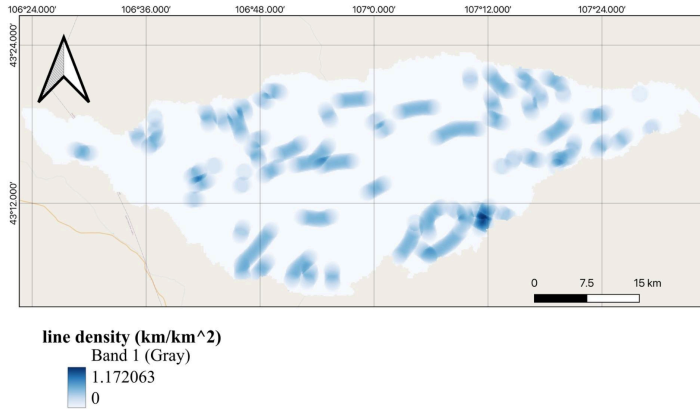 106°24.000' 106°36.000' 106°48.000' 107°0.000' 107°12.000' 107°24.000'
43°24.000'
43°12.000'
0 7.5 15 km
line density (km/km^2)
Band 1 (Gray)
1.172063
0